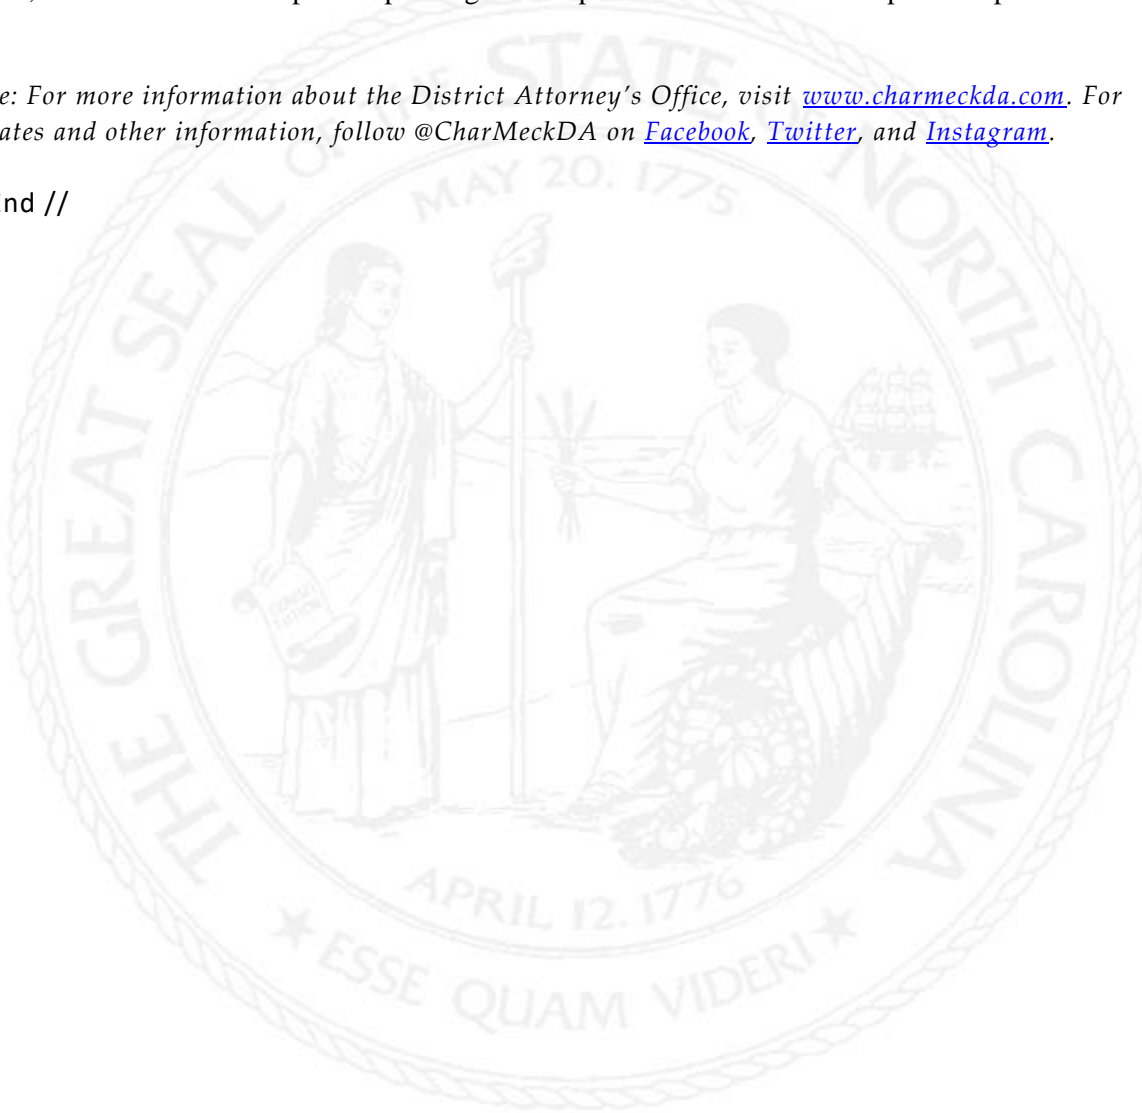 e: For more information about the District Attorney's Office, visit www.charmeckda.com. For
ates and other information, follow @CharMeckDA on Facebook, Twitter, and Instagram.
nd //
THE GREAT SEAL OF THE STATE OF NORTH CAROLINA
MAY 20. 1775
CONSTI
TUTION
APRIL 12. 1776
★ ESSE QUAM VIDERI ★